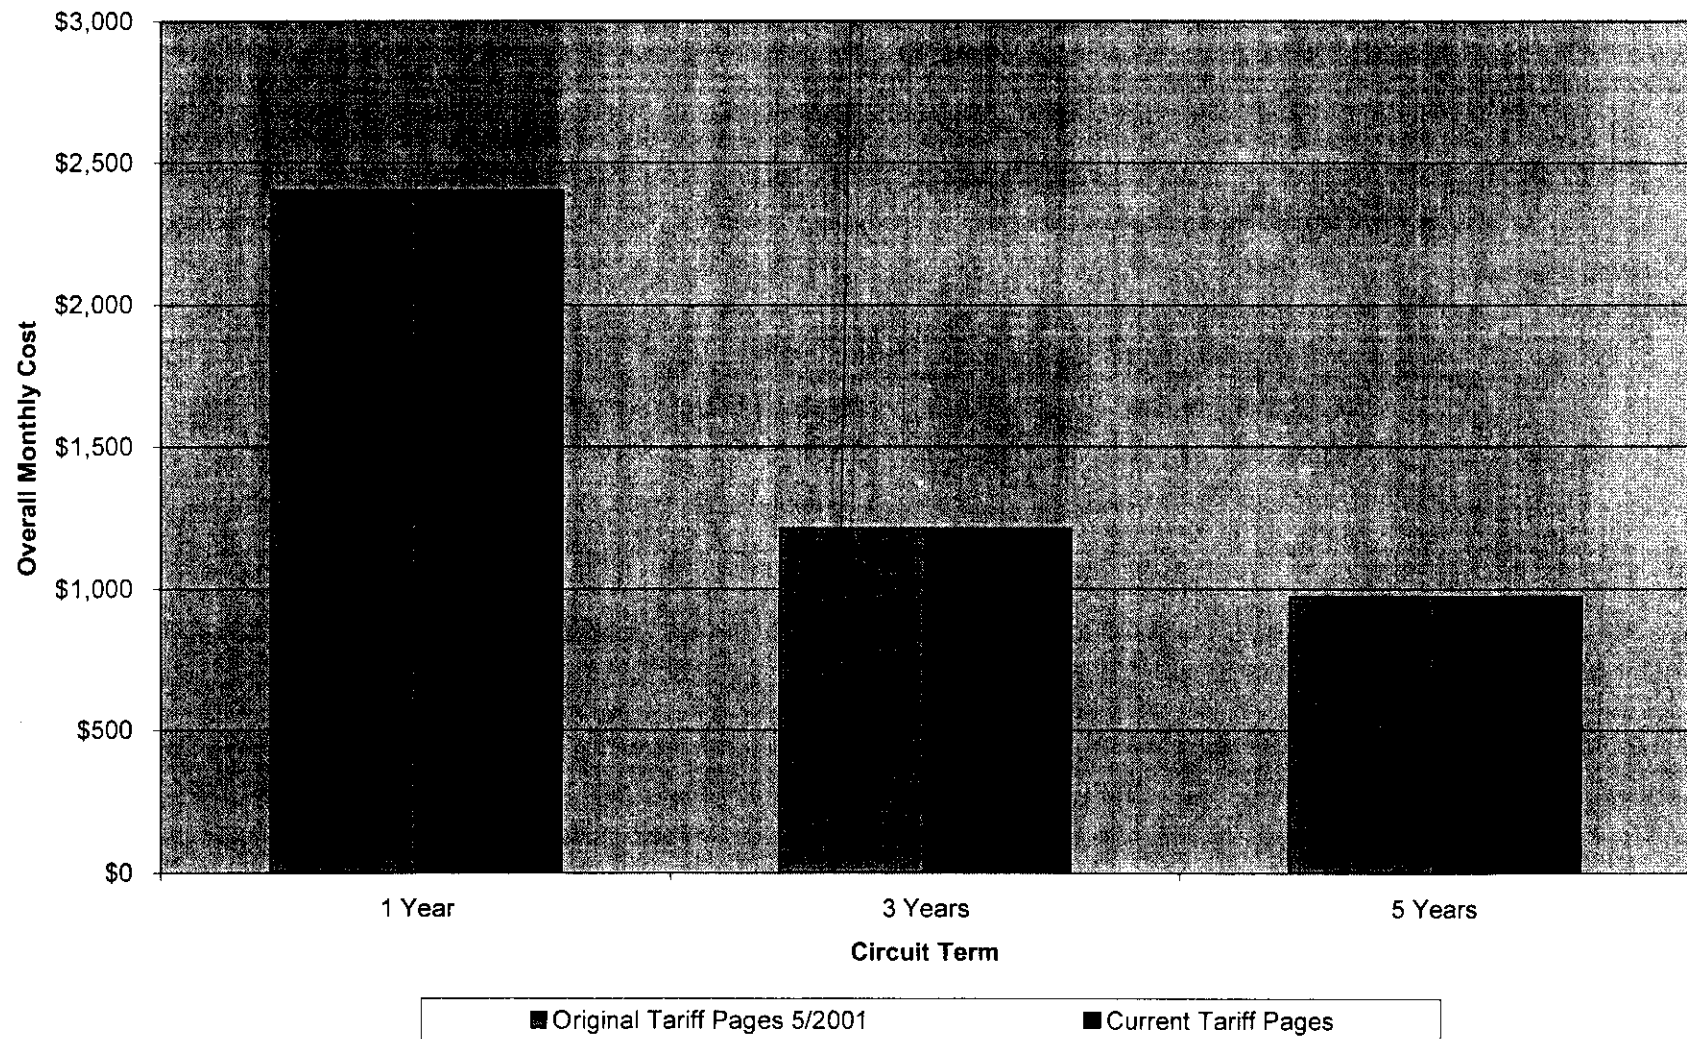 $3,000
$2,500
$2,000
$1,500
$1,000
$500
$0
Overall Monthly Cost
1 Year
3 Years
5 Years
Circuit Term
Original Tariff Pages 5/2001
Current Tariff Pages